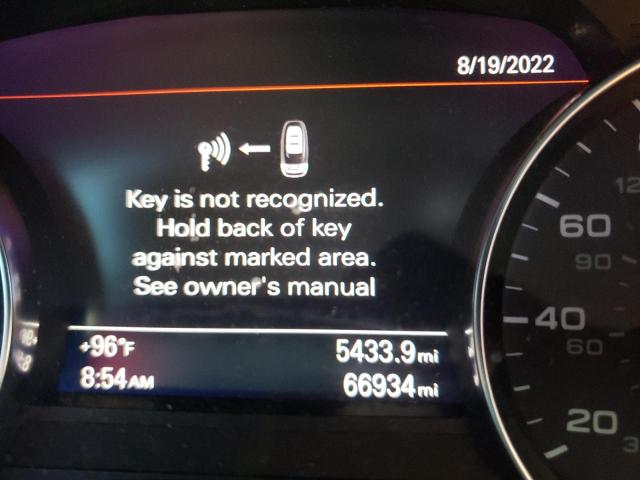 8/19/2022
Key is not recognized.
Hold back of key
against marked area.
See owner's manual
+96°F 5433.9mi
8:54AM 66934mi
60
90
40
60
20